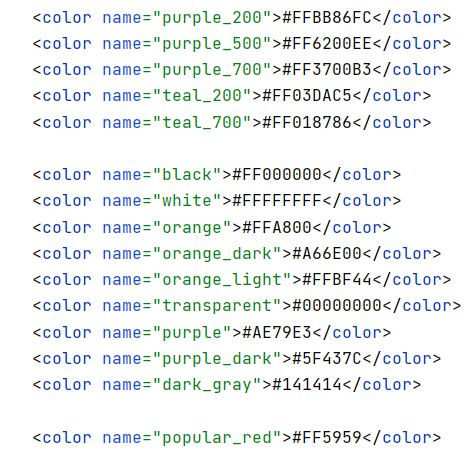 <color name="purple_200">#FFBB86FC</color>
<color name="purple_500">#FF6200EE</color>
<color name="purple_700">#FF3700B3</color>
<color name="teal_200">#FF03DAC5</color>
<color name="teal_700">#FF018786</color>
<color name="black">#FF000000</color>
<color name="white">#FFFFFFFF</color>
<color name="orange">#FFA800</color>
<color name="orange_dark">#A66E00</color>
<color name="orange_light">#FFBF44</color>
<color name="transparent">#00000000</color>
<color name="purple">#AE79E3</color>
<color name="purple_dark">#5F437C</color>
<color name="dark_gray">#141414</color>
<color name="popular_red">#FF5959</color>